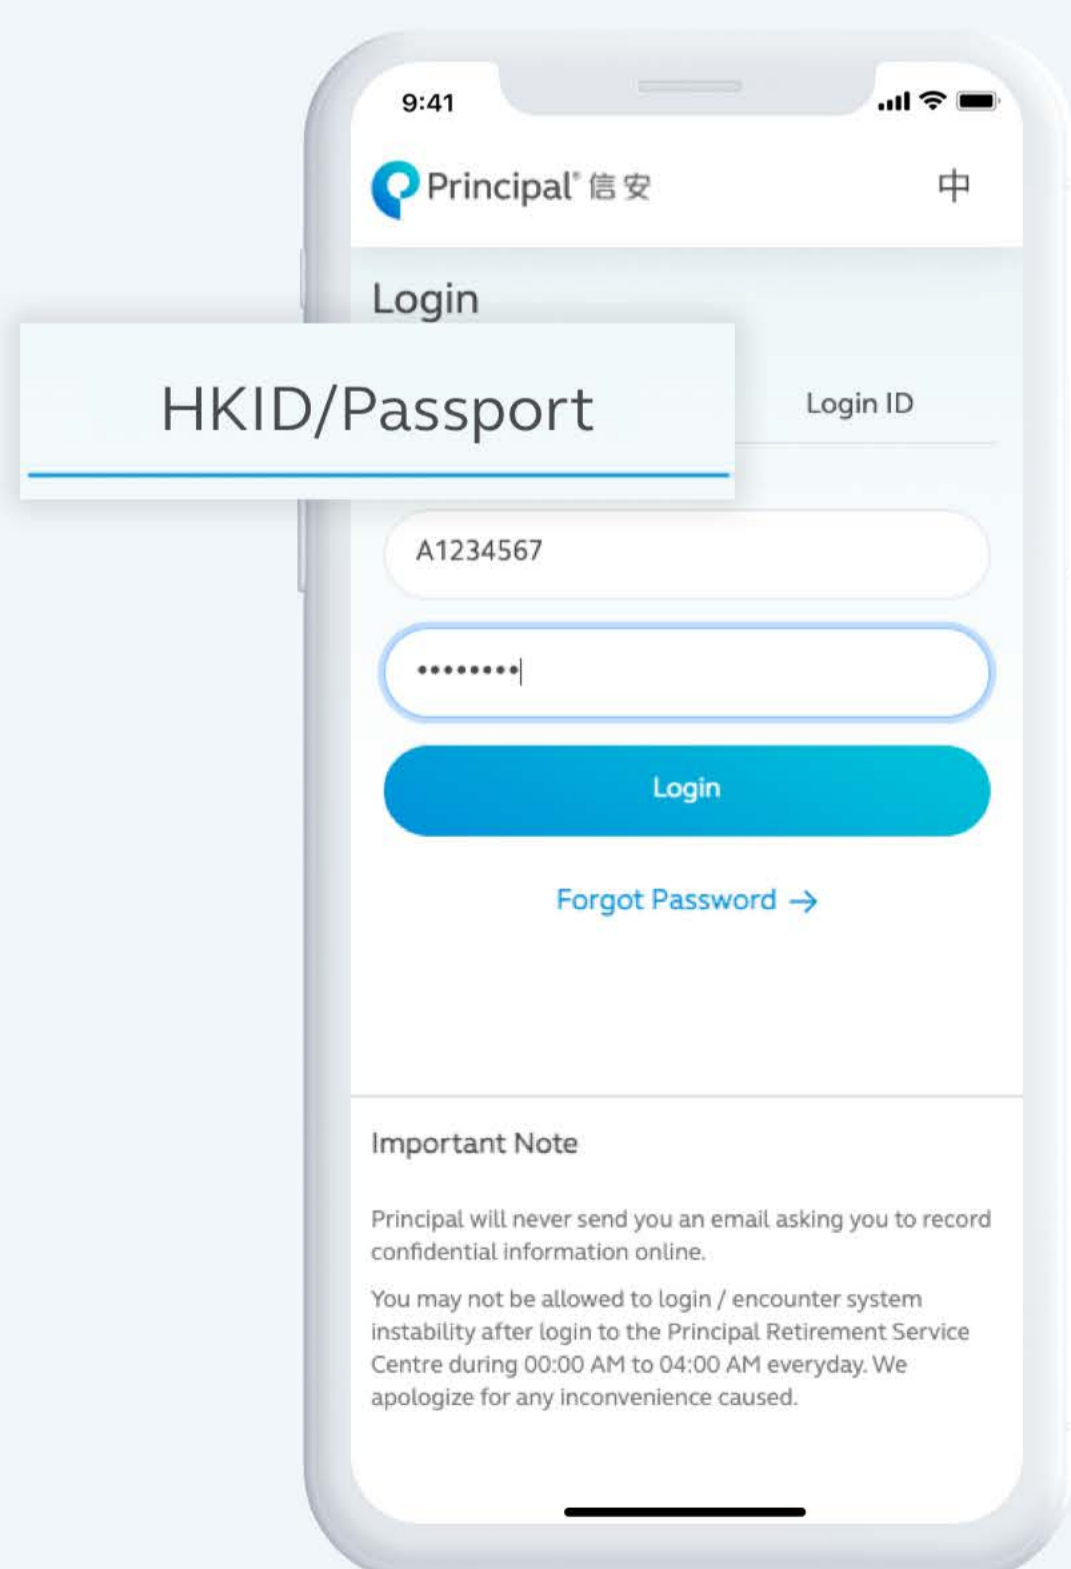 9:41
Principal® 信安
中
Login
HKID/Passport
Login ID
A1234567
••••••••
Login
Forgot Password →
Important Note
Principal will never send you an email asking you to record
confidential information online.
You may not be allowed to login / encounter system
instability after login to the Principal Retirement Service
Centre during 00:00 AM to 04:00 AM everyday. We
apologize for any inconvenience caused.